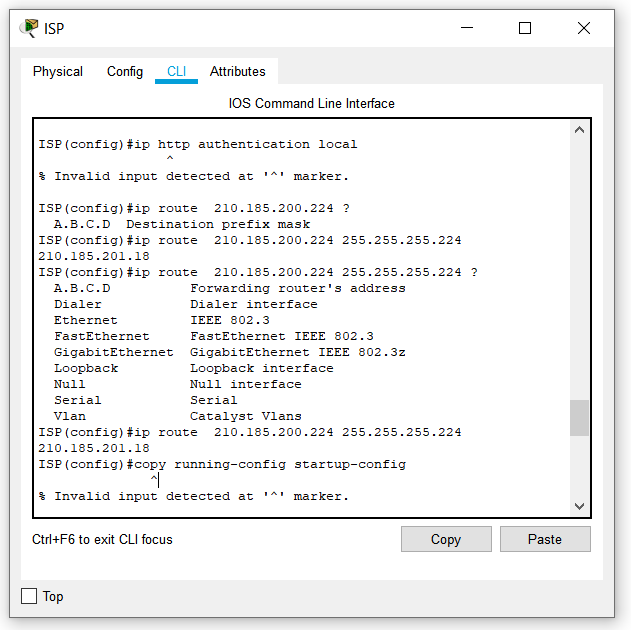 ISP
Physical Config CLI Attributes
IOS Command Line Interface
ISP(config)#ip http authentication local
^
% Invalid input detected at '^' marker.
ISP(config)#ip route  210.185.200.224 ?
A.B.C.D  Destination prefix mask
ISP(config)#ip route  210.185.200.224 255.255.255.224
210.185.201.18
ISP(config)#ip route  210.185.200.224 255.255.255.224 ?
A.B.C.D          Forwarding router's address
Dialer           Dialer interface
Ethernet         IEEE 802.3
FastEthernet     FastEthernet IEEE 802.3
GigabitEthernet  GigabitEthernet IEEE 802.3z
Loopback         Loopback interface
Null             Null interface
Serial           Serial
Vlan             Catalyst Vlans
ISP(config)#ip route  210.185.200.224 255.255.255.224
210.185.201.18
ISP(config)#copy running-config startup-config
^
% Invalid input detected at '^' marker.
Ctrl+F6 to exit CLI focus Copy Paste
Top